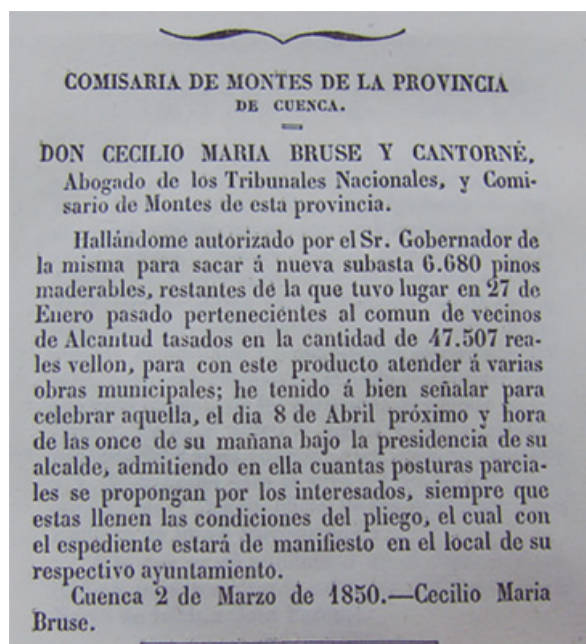 COMISARIA DE MONTES DE LA PROVINCIA
DE CUENCA.
DON CECILIO MARIA BRUSE Y CANTORNÉ,
Abogado de los Tribunales Nacionales, y Comi-
sario de Montes de esta provincia.
Hallándome autorizado por el Sr. Gobernador de
la misma para sacar á nueva subasta 6.680 pinos
maderables, restantes de la que tuvo lugar en 27 de
Enero pasado pertenecientes al comun de vecinos
de Alcantud tasados en la cantidad de 47.507 rea-
les vellon, para con este producto atender á varias
obras municipales; he tenido á bien señalar para
celebrar aquella, el dia 8 de Abril próximo y hora
de las once de su mañana bajo la presidencia de su
alcalde, admitiendo en ella cuantas posturas parcia-
les se propongan por los interesados, siempre que
estas llenen las condiciones del pliego, el cual con
el espediente estará de manifiesto en el local de su
respectivo ayuntamiento.
Cuenca 2 de Marzo de 1850.—Cecilio Maria
Bruse.